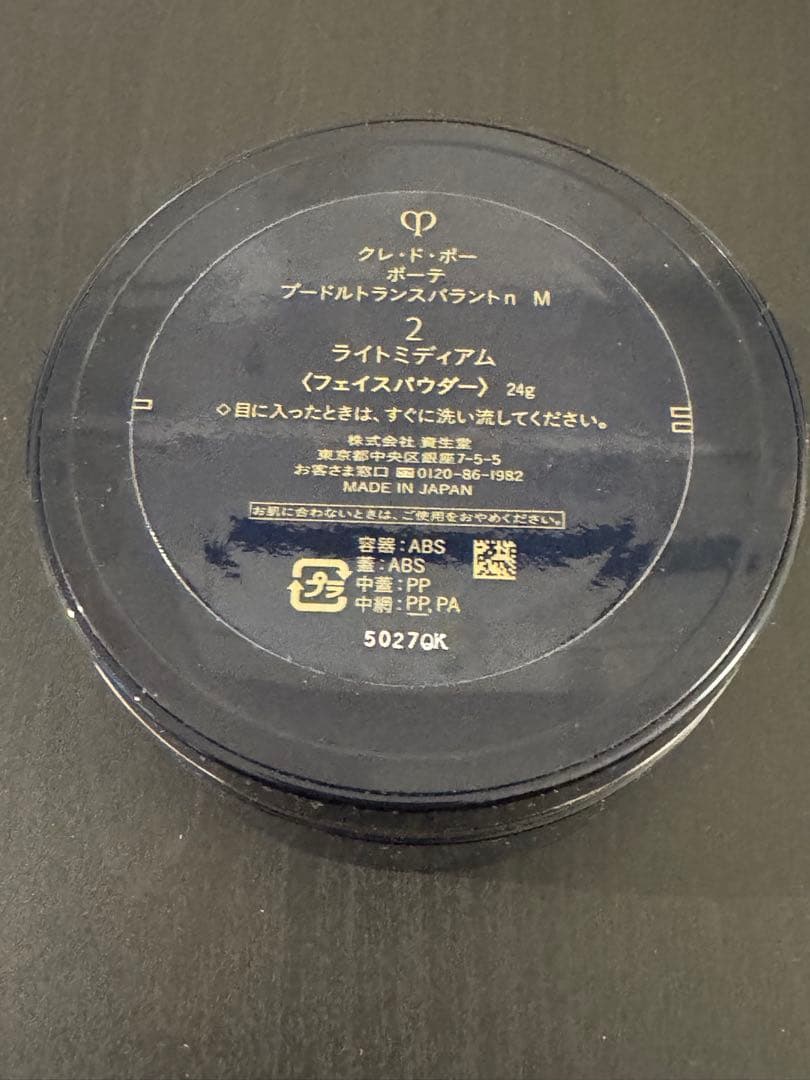 クレ・ド・ポー
ボーテ
プードルトランスパラントn M
2
ライトミディアム
〈フェイスパウダー〉 24g
◇目に入ったときは、すぐに洗い流してください。
株式会社 資生堂
東京都中央区銀座7-5-5
お客さま窓口 0120-86-1982
MADE IN JAPAN
お肌に合わないときは、ご使用をおやめください。
容器:ABS
蓋:ABS
プラ
中蓋:PP
中網:PP,PA
5027QK